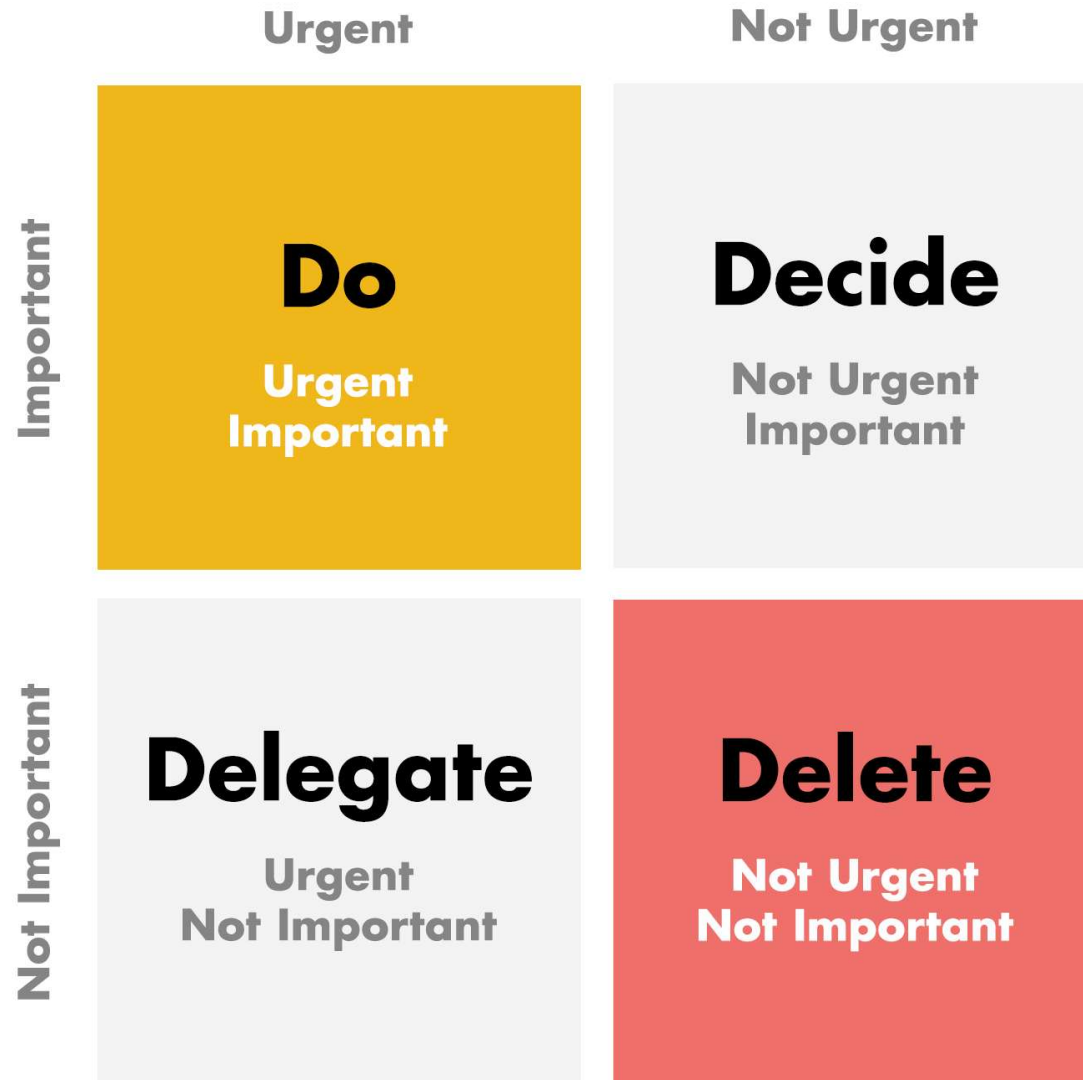 Urgent
Not Urgent
Important
Do
Urgent
Important
Decide
Not Urgent
Important
Not Important
Delegate
Urgent
Not Important
Delete
Not Urgent
Not Important